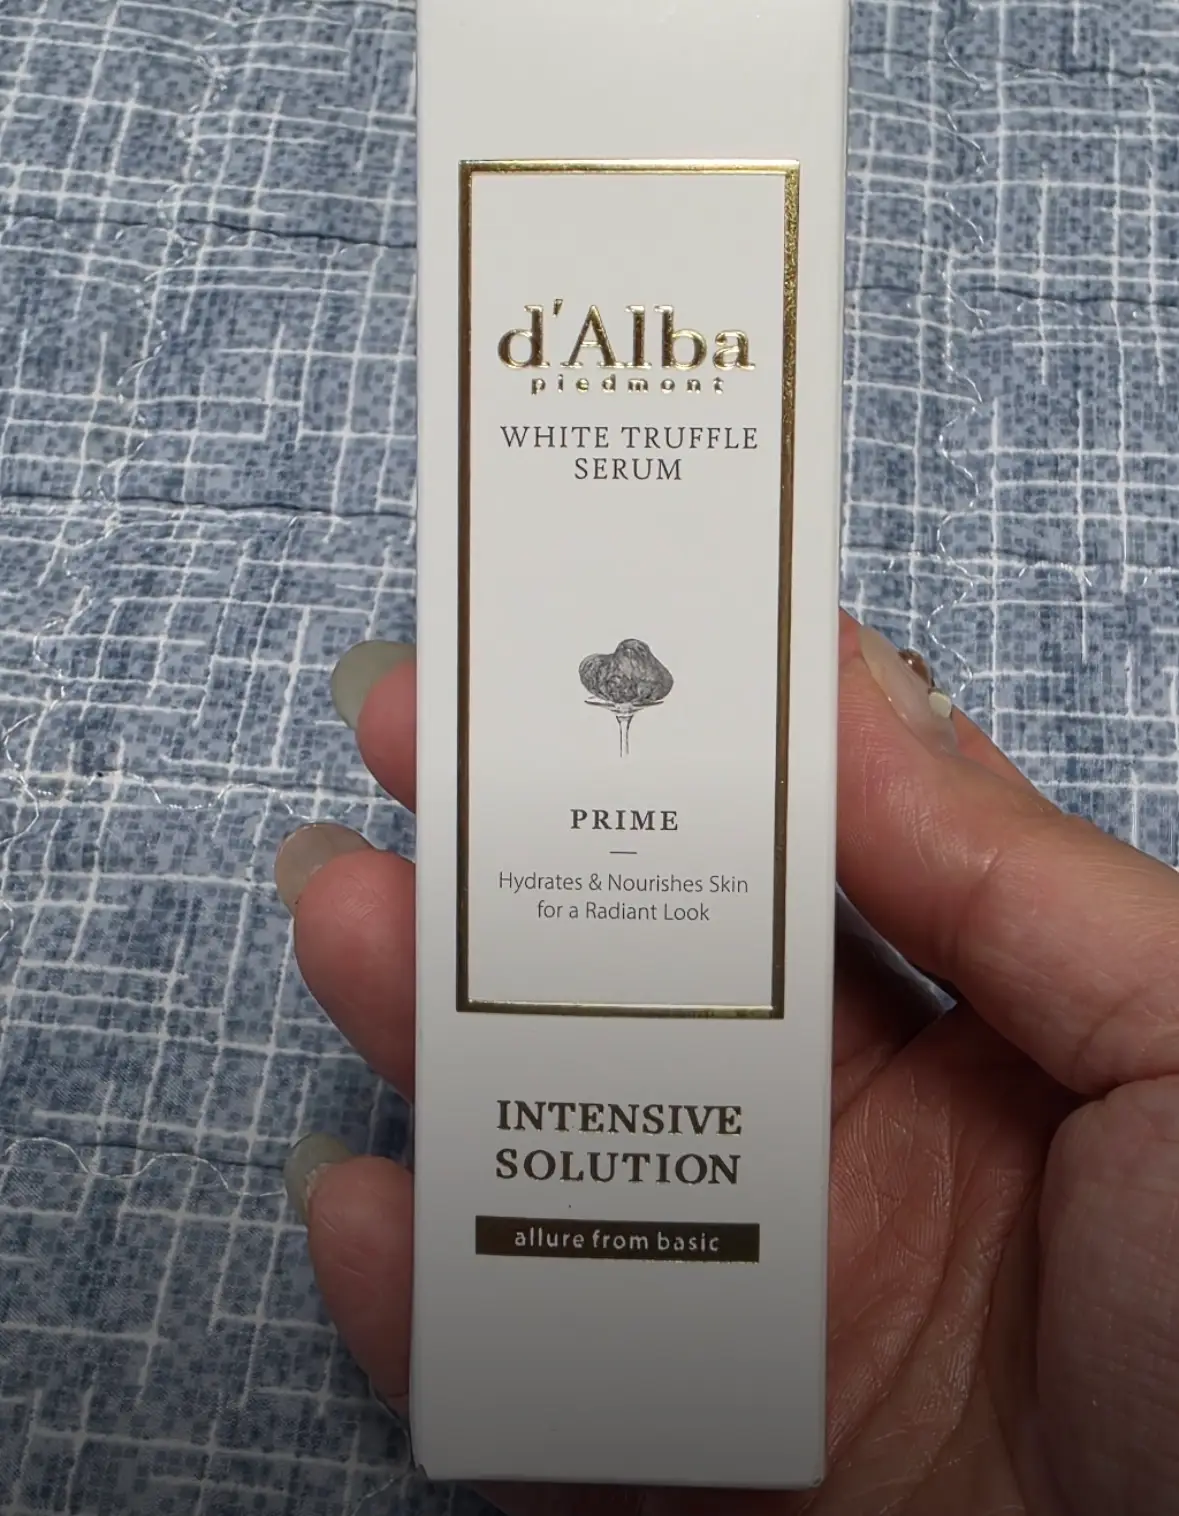 d'Alba
piedmont
WHITE TRUFFLE
SERUM
PRIME
Hydrates & Nourishes Skin
for a Radiant Look
INTENSIVE
SOLUTION
allure from basic